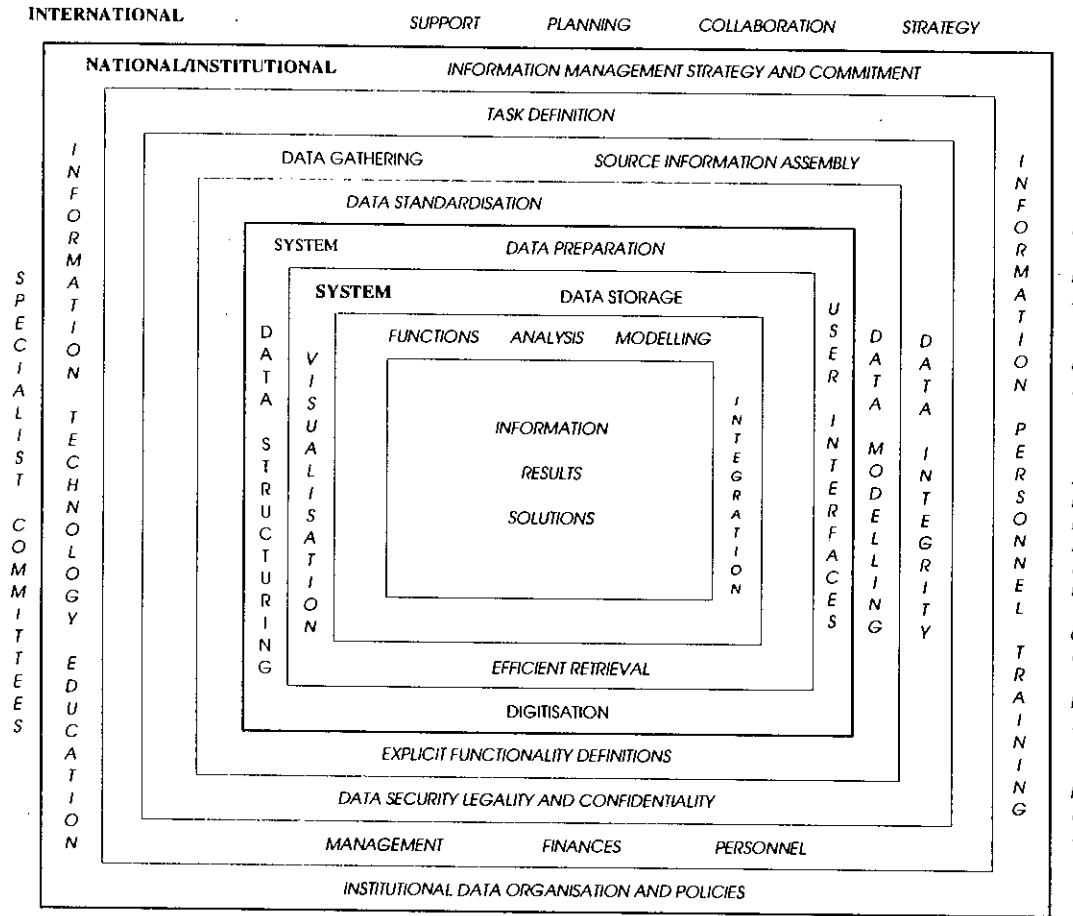 INTERNATIONAL SUPPORT PLANNING COLLABORATION STRATEGY
NATIONAL/INSTITUTIONAL INFORMATION MANAGEMENT STRATEGY AND COMMITMENT
TASK DEFINITION
DATA GATHERING SOURCE INFORMATION ASSEMBLY
DATA STANDARDISATION
SYSTEM DATA PREPARATION
SYSTEM DATA STORAGE
FUNCTIONS ANALYSIS MODELLING
SPECIALIST COMMITTEES
INFORMATION TECHNOLOGY EDUCATION
DATA STRUCTURING
VISUALISATION
INFORMATION
RESULTS
SOLUTIONS
INTEGRATION
USER INTERFACES
DATA MODELLING
DATA INTEGRITY
INFORMATION PERSONNEL TRAINING
EFFICIENT RETRIEVAL
DIGITISATION
EXPLICIT FUNCTIONALITY DEFINITIONS
DATA SECURITY LEGALITY AND CONFIDENTIALITY
MANAGEMENT FINANCES PERSONNEL
INSTITUTIONAL DATA ORGANISATION AND POLICIES